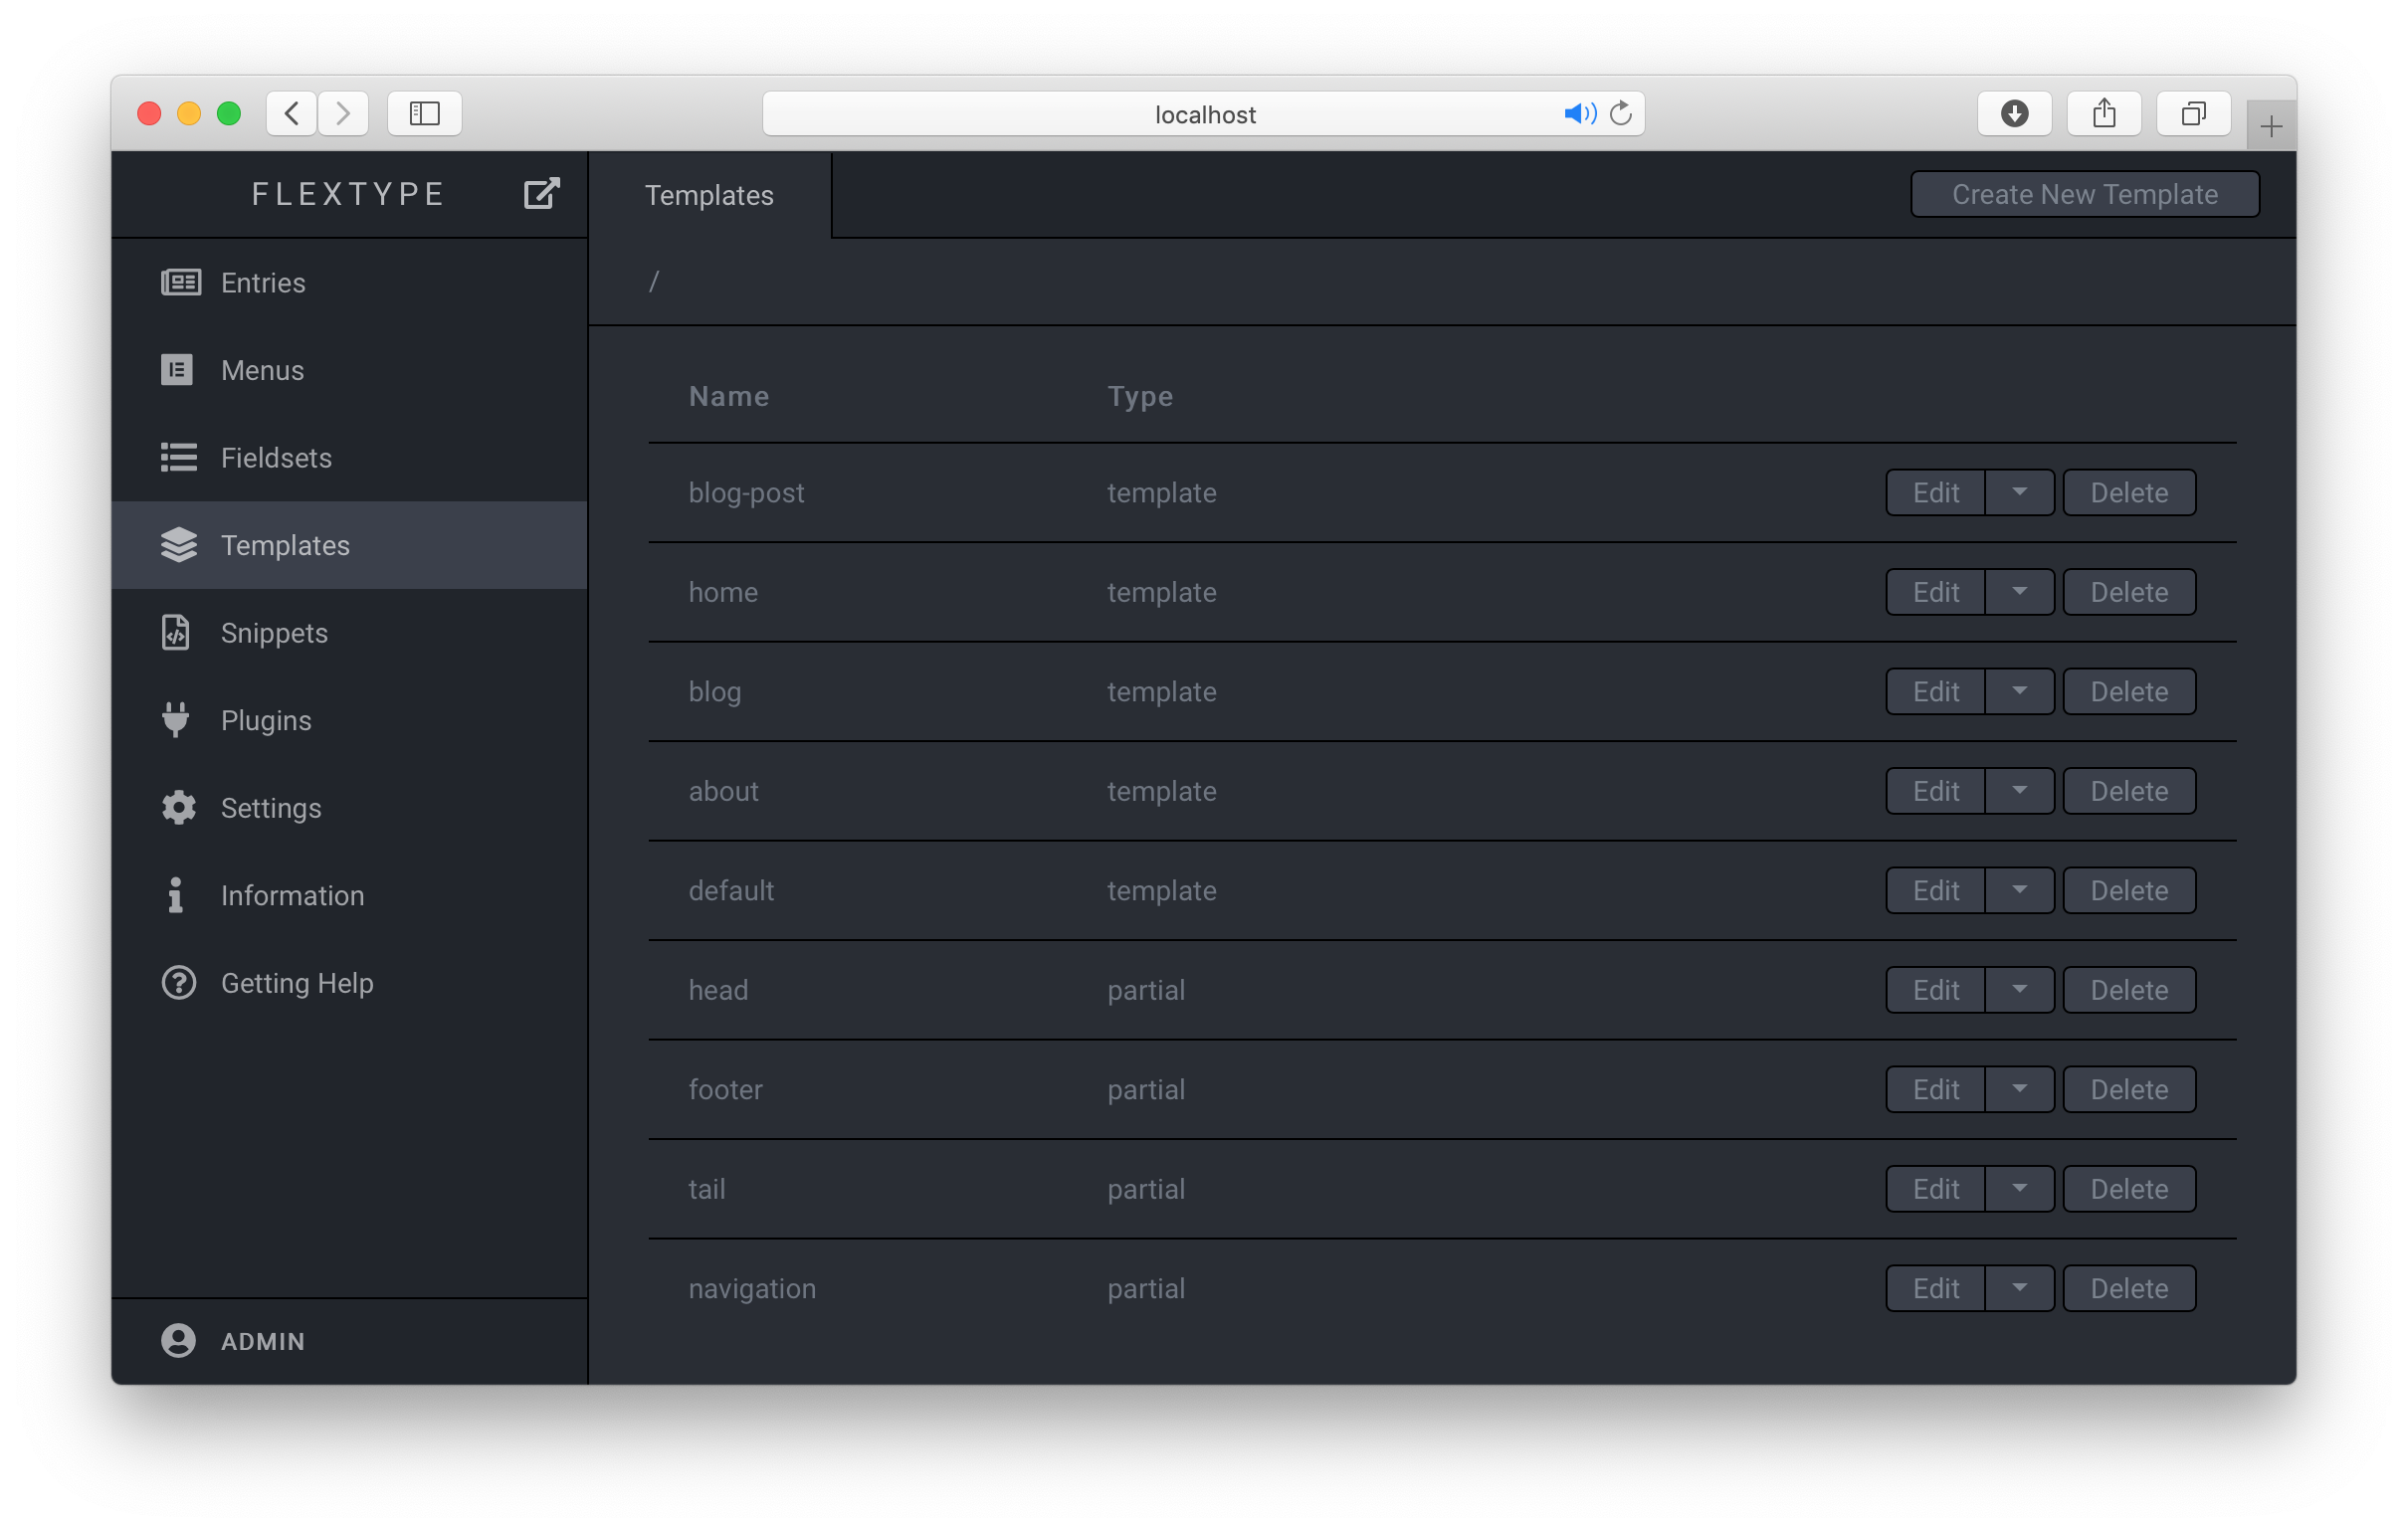 localhost
FLEXTYPE
Templates
Create New Template
/
Entries
Menus
Fieldsets
Templates
Snippets
Plugins
Settings
Information
Getting Help
ADMIN
Name Type
blog-post template Edit Delete
home template Edit Delete
blog template Edit Delete
about template Edit Delete
default template Edit Delete
head partial Edit Delete
footer partial Edit Delete
tail partial Edit Delete
navigation partial Edit Delete